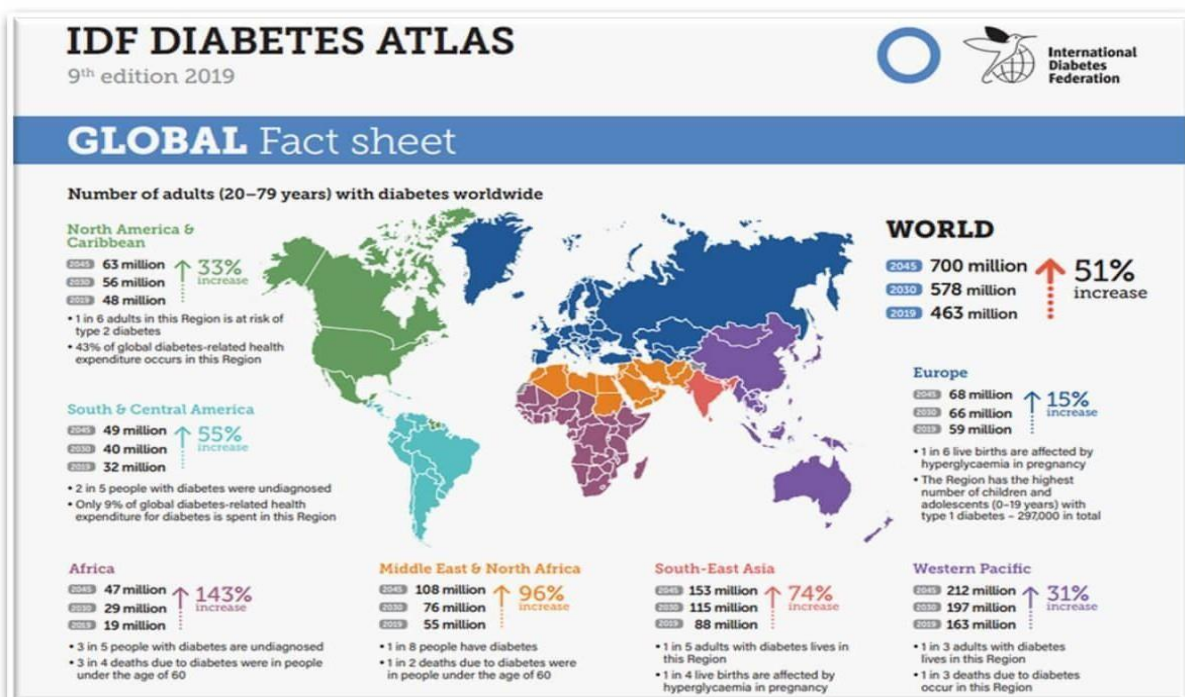 IDF DIABETES ATLAS
9th edition 2019
International
Diabetes
Federation
GLOBAL Fact sheet
Number of adults (20–79 years) with diabetes worldwide
North America &
Caribbean
2045 63 million
2030 56 million
2019 48 million
33%
increase
• 1 in 6 adults in this Region is at risk of
type 2 diabetes
• 43% of global diabetes-related health
expenditure occurs in this Region
South & Central America
2045 49 million
2030 40 million
2019 32 million
55%
increase
• 2 in 5 people with diabetes were undiagnosed
• Only 9% of global diabetes-related health
expenditure for diabetes is spent in this Region
WORLD
2045 700 million
2030 578 million
2019 463 million
51%
increase
Europe
2045 68 million
2030 66 million
2019 59 million
15%
increase
• 1 in 6 live births are affected by
hyperglycaemia in pregnancy
• The Region has the highest
number of children and
adolescents (0–19 years) with
type 1 diabetes – 297,000 in total
Africa
2045 47 million
2030 29 million
2019 19 million
143%
increase
• 3 in 5 people with diabetes are undiagnosed
• 3 in 4 deaths due to diabetes were in people
under the age of 60
Middle East & North Africa
2045 108 million
2030 76 million
2019 55 million
96%
increase
• 1 in 8 people have diabetes
• 1 in 2 deaths due to diabetes were
in people under the age of 60
South-East Asia
2045 153 million
2030 115 million
2019 88 million
74%
increase
• 1 in 5 adults with diabetes lives in
this Region
• 1 in 4 live births are affected by
hyperglycaemia in pregnancy
Western Pacific
2045 212 million
2030 197 million
2019 163 million
31%
increase
• 1 in 3 adults with diabetes
lives in this Region
• 1 in 3 deaths due to diabetes
occur in this Region